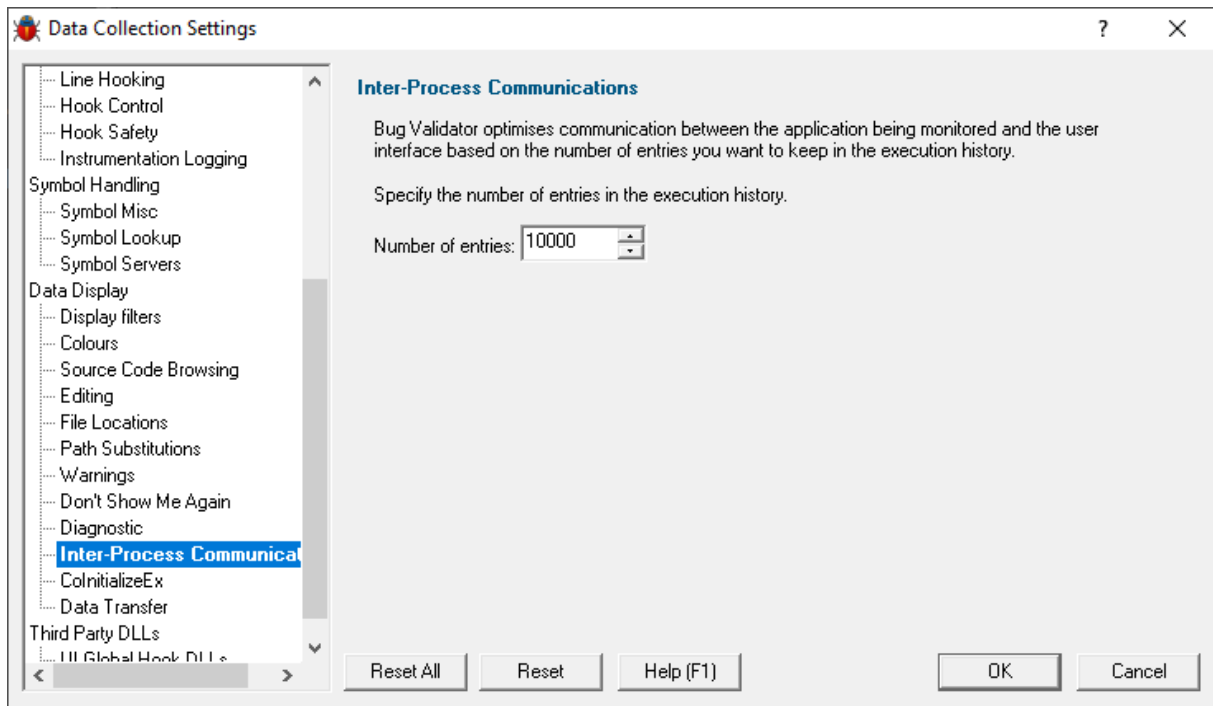 Data Collection Settings
?
Line Hooking
Hook Control
Hook Safety
Instrumentation Logging
Symbol Handling
Symbol Misc
Symbol Lookup
Symbol Servers
Data Display
Display filters
Colours
Source Code Browsing
Editing
File Locations
Path Substitutions
Warnings
Don't Show Me Again
Diagnostic
Inter-Process Communicat
CoInitializeEx
Data Transfer
Third Party DLLs
UI Global Hook DLLs
Inter-Process Communications
Bug Validator optimises communication between the application being monitored and the user
interface based on the number of entries you want to keep in the execution history.
Specify the number of entries in the execution history.
Number of entries: 10000
Reset All
Reset
Help (F1)
OK
Cancel